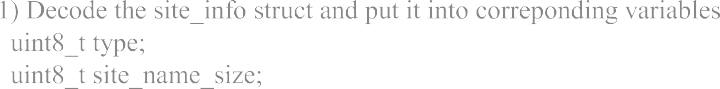 1) Decode the site_info struct and put it into correponding variables
uint8_t type;
uint8_t site_name_size;